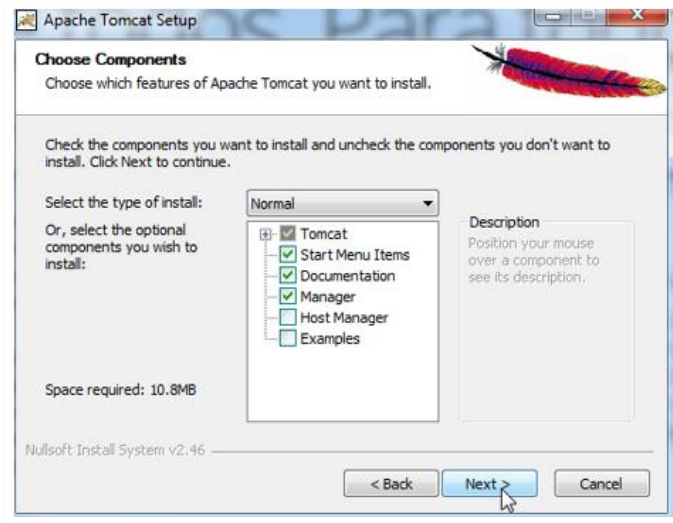 Apache Tomcat Setup
Choose Components
Choose which features of Apache Tomcat you want to install.
Check the components you want to install and uncheck the components you don't want to
install. Click Next to continue.
Select the type of install:
Normal
Or, select the optional
components you wish to
install:
Tomcat
Start Menu Items
Documentation
Manager
Host Manager
Examples
Description
Position your mouse
over a component to
see its description.
Space required: 10.8MB
Nullsoft Install System v2.46
< Back
Next >
Cancel